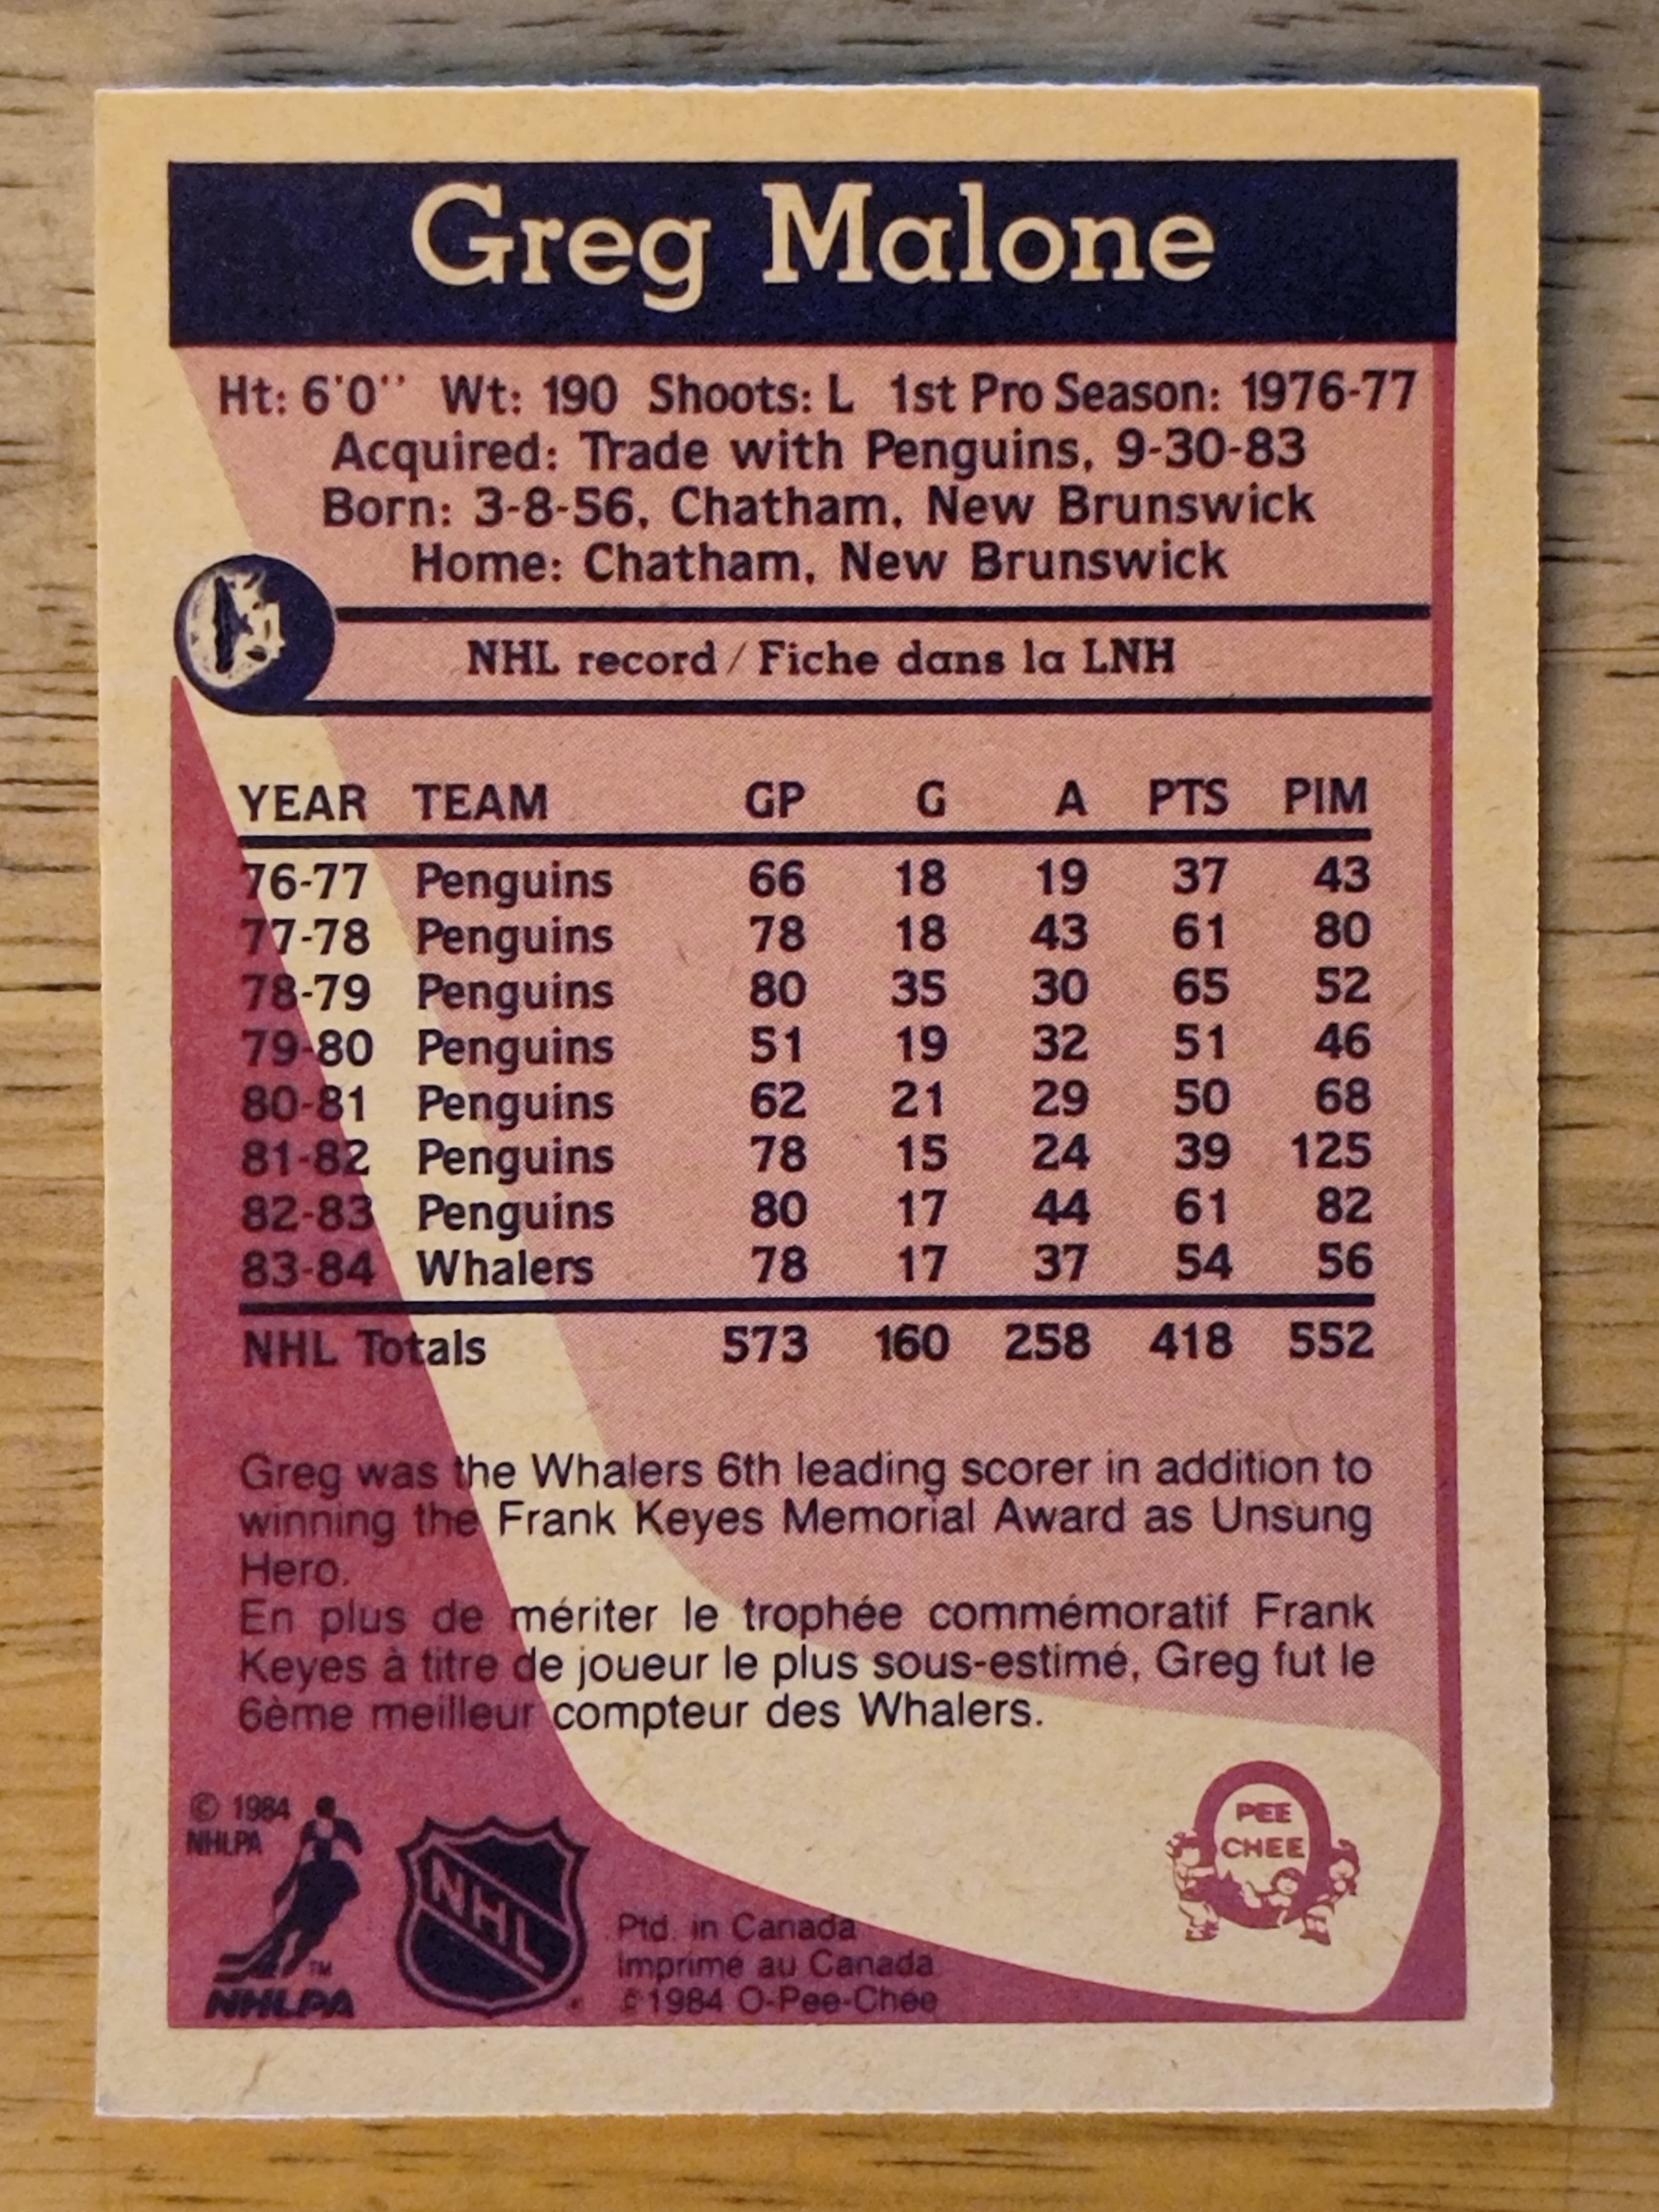 Greg Malone
Ht: 6'0'' Wt: 190 Shoots: L 1st Pro Season: 1976-77
Acquired: Trade with Penguins, 9-30-83
Born: 3-8-56, Chatham, New Brunswick
Home: Chatham, New Brunswick
NHL record / Fiche dans la LNH
YEAR TEAM GP G A PTS PIM
76-77 Penguins 66 18 19 37 43
77-78 Penguins 78 18 43 61 80
78-79 Penguins 80 35 30 65 52
79-80 Penguins 51 19 32 51 46
80-81 Penguins 62 21 29 50 68
81-82 Penguins 78 15 24 39 125
82-83 Penguins 80 17 44 61 82
83-84 Whalers 78 17 37 54 56
NHL Totals 573 160 258 418 552
Greg was the Whalers 6th leading scorer in addition to
winning the Frank Keyes Memorial Award as Unsung
Hero.
En plus de mériter le trophée commémoratif Frank
Keyes à titre de joueur le plus sous-estimé, Greg fut le
6ème meilleur compteur des Whalers.
© 1984
NHLPA
TM
NHLPA
NHL
Ptd. in Canada
Imprimé au Canada
© 1984 O-Pee-Chee
PEE
CHEE